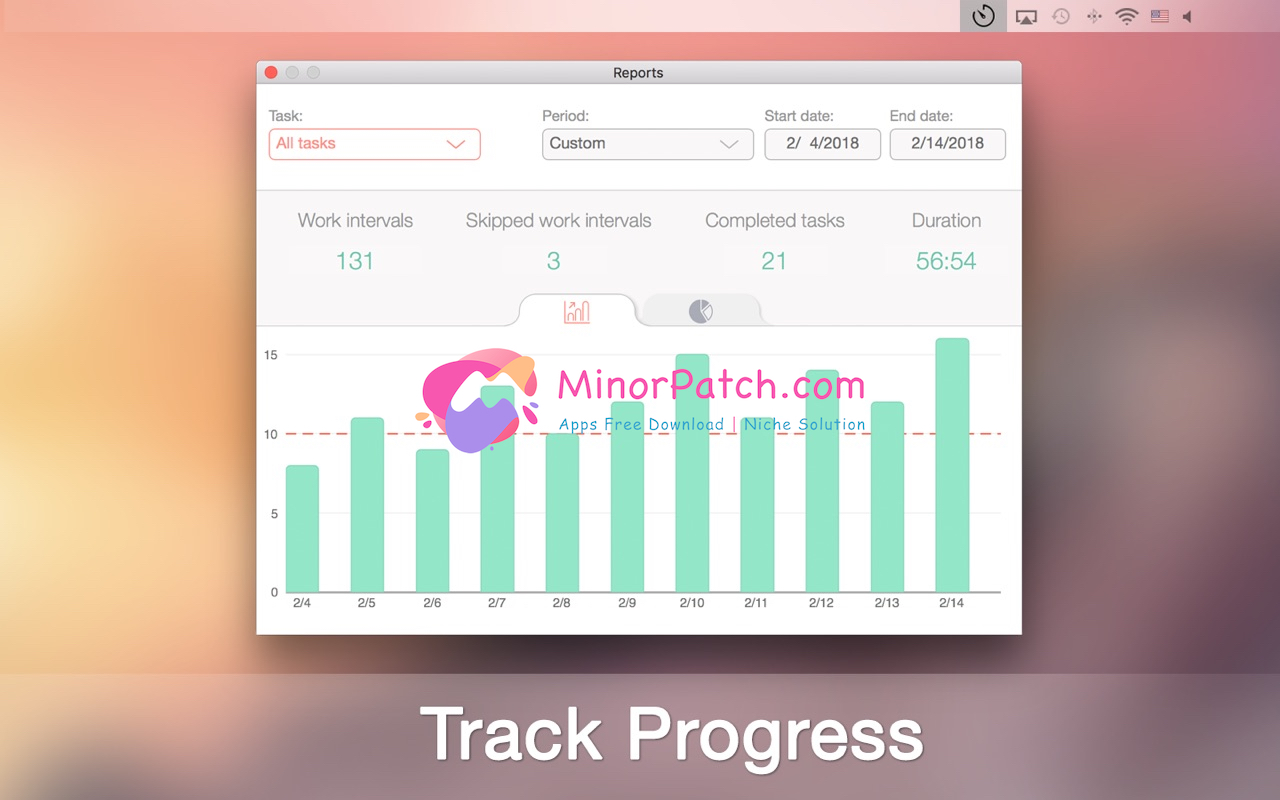 Reports
Task: Period: Start date: End date:
All tasks Custom 2/ 4/2018 2/14/2018
Work intervals Skipped work intervals Completed tasks Duration
131 3 21 56:54
15
MinorPatch.com
Apps Free Download | Niche Solution
10
5
0
2/4 2/5 2/6 2/7 2/8 2/9 2/10 2/11 2/12 2/13 2/14
Track Progress